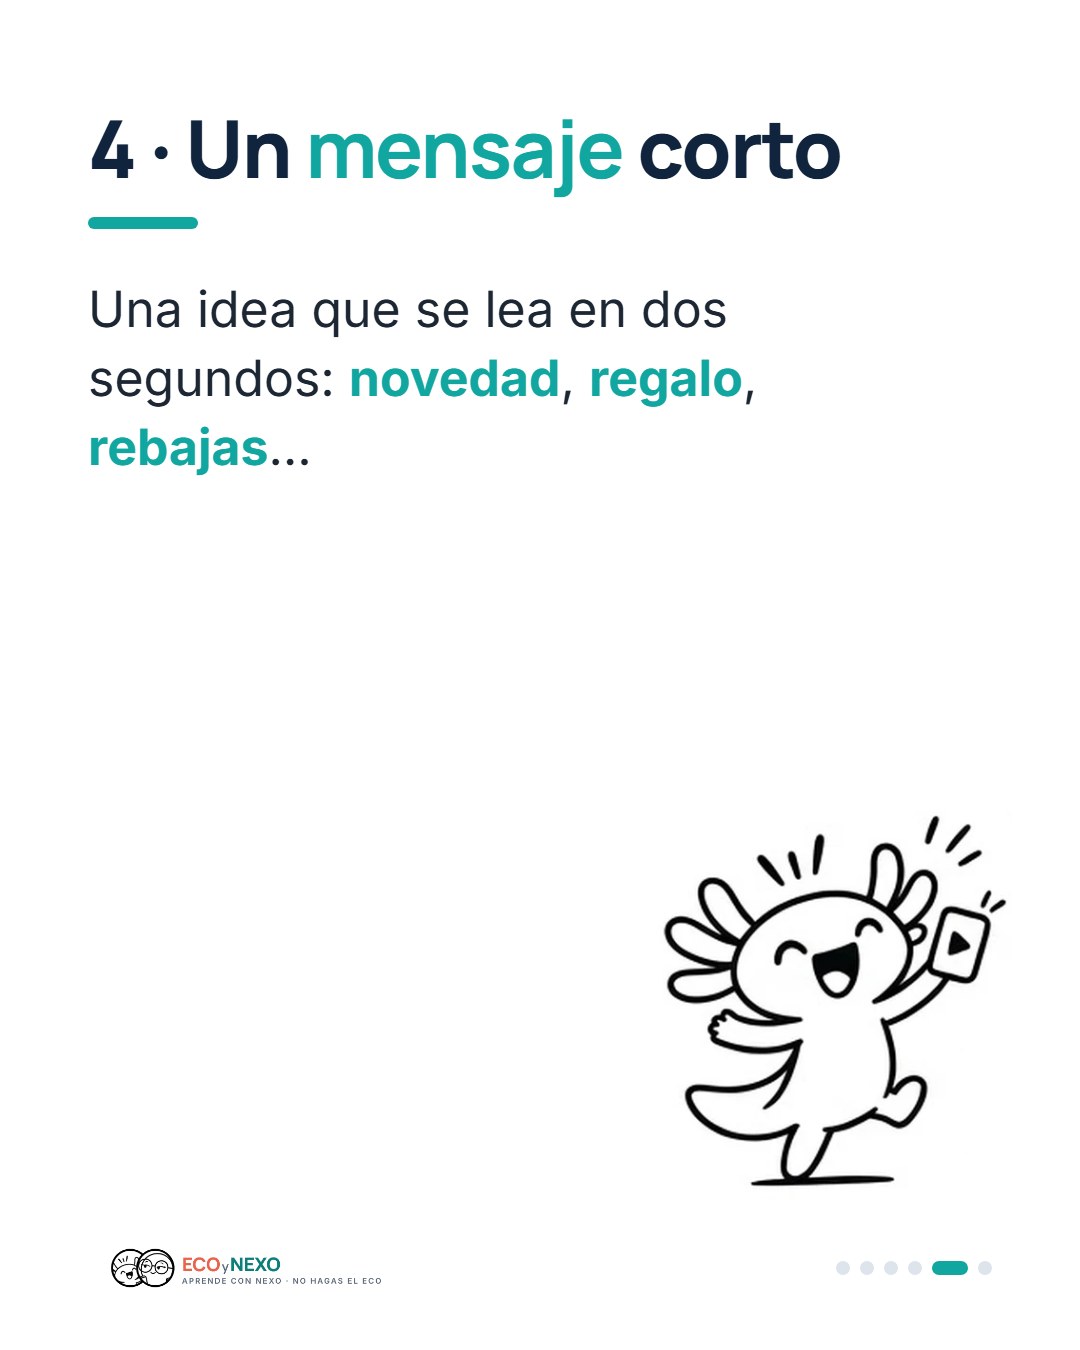 4 · Un mensaje corto
Una idea que se lea en dos
segundos: novedad, regalo,
rebajas...
ECOyNEXO
APRENDE CON NEXO · NO HAGAS EL ECO